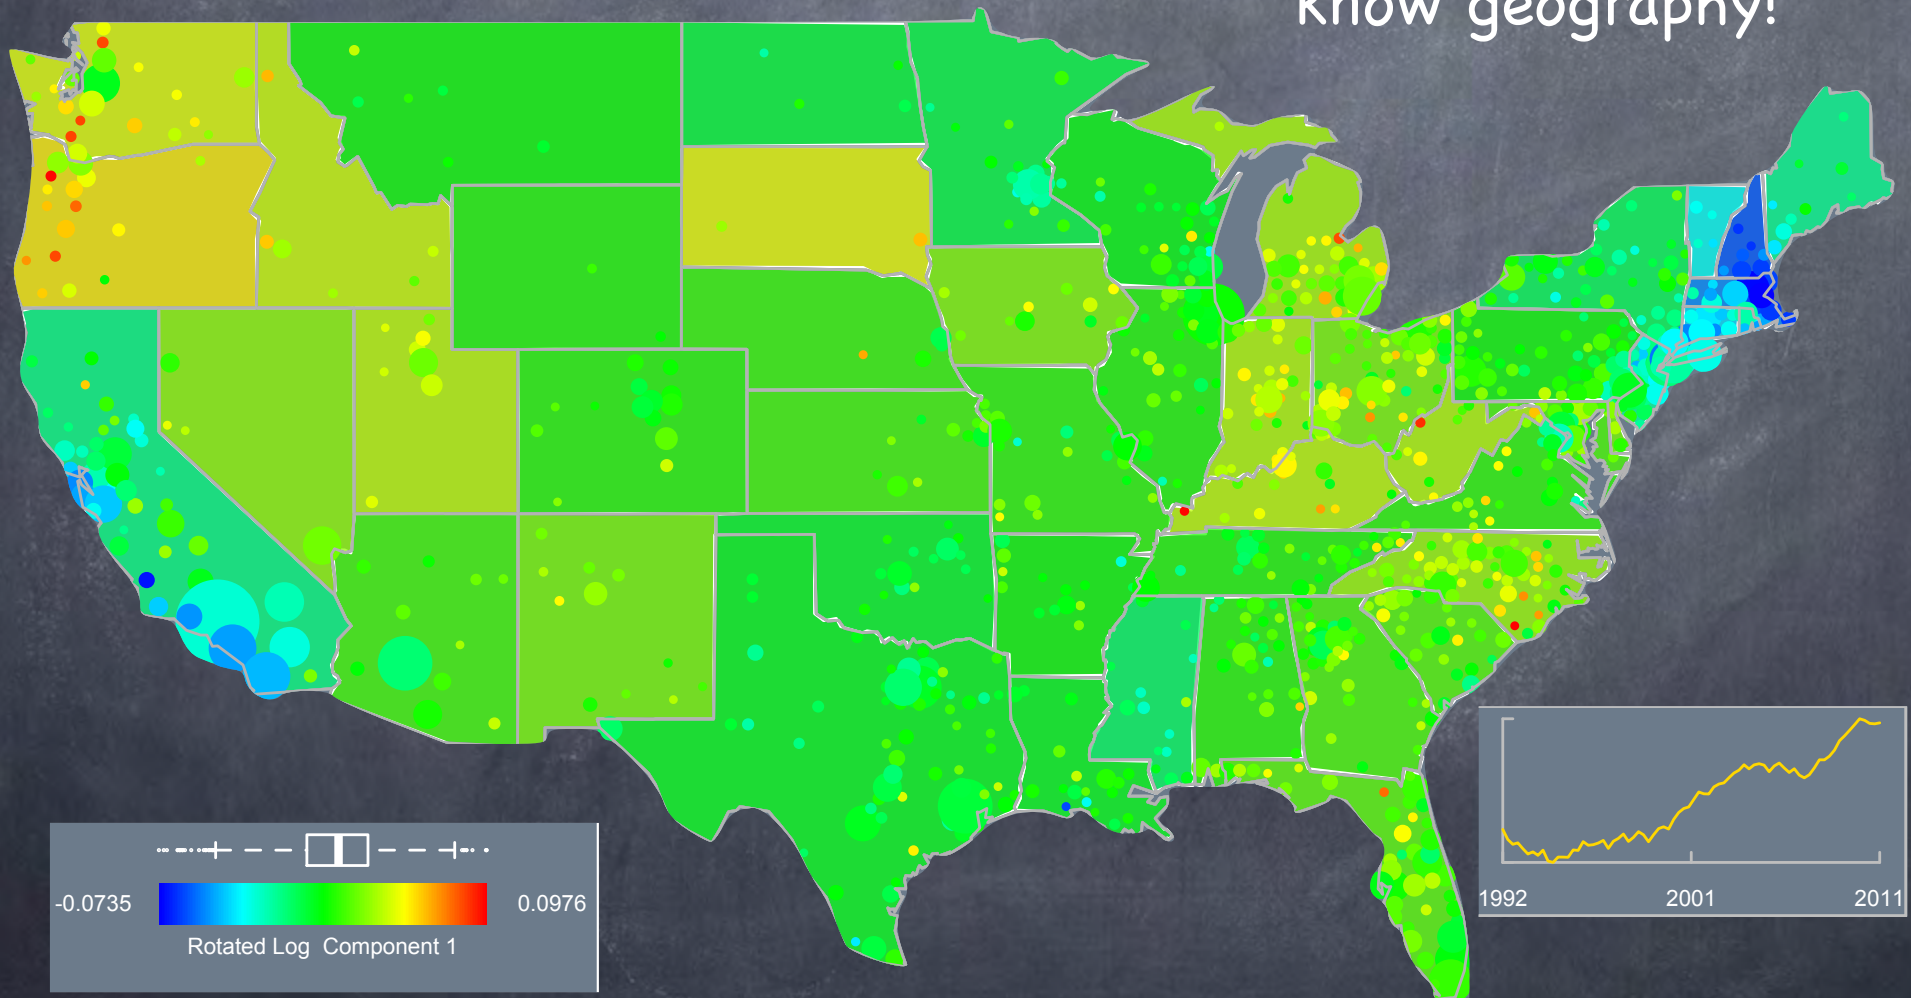 know geography!
-0.0735
0.0976
Rotated Log Component 1
1992
2001
2011